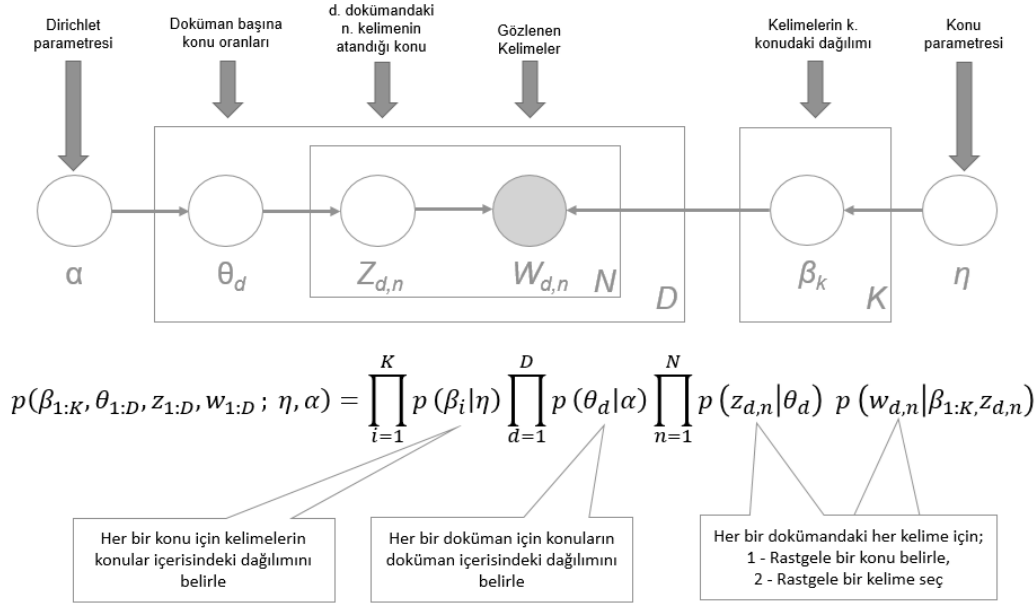 Dirichlet
parametresi
Doküman başına
konu oranları
d. dokümandaki
n. kelimenin
atandığı konu
Gözlenen
Kelimeler
Kelimelerin k.
konudaki dağılımı
Konu
parametresi
α
θd
Zd,n
Wd,n
N
D
βk
K
η
p(β1:K, θ1:D, z1:D, w1:D ; η, α) = ∏_{i=1}^{K} p (βi|η) ∏_{d=1}^{D} p (θd|α) ∏_{n=1}^{N} p (zd,n|θd) p (wd,n|β1:K,zd,n)
Her bir konu için kelimelerin
konular içerisindeki dağılımını
belirle
Her bir doküman için konuların
doküman içerisindeki dağılımını
belirle
Her bir dokümandaki her kelime için;
1 - Rastgele bir konu belirle,
2 - Rastgele bir kelime seç